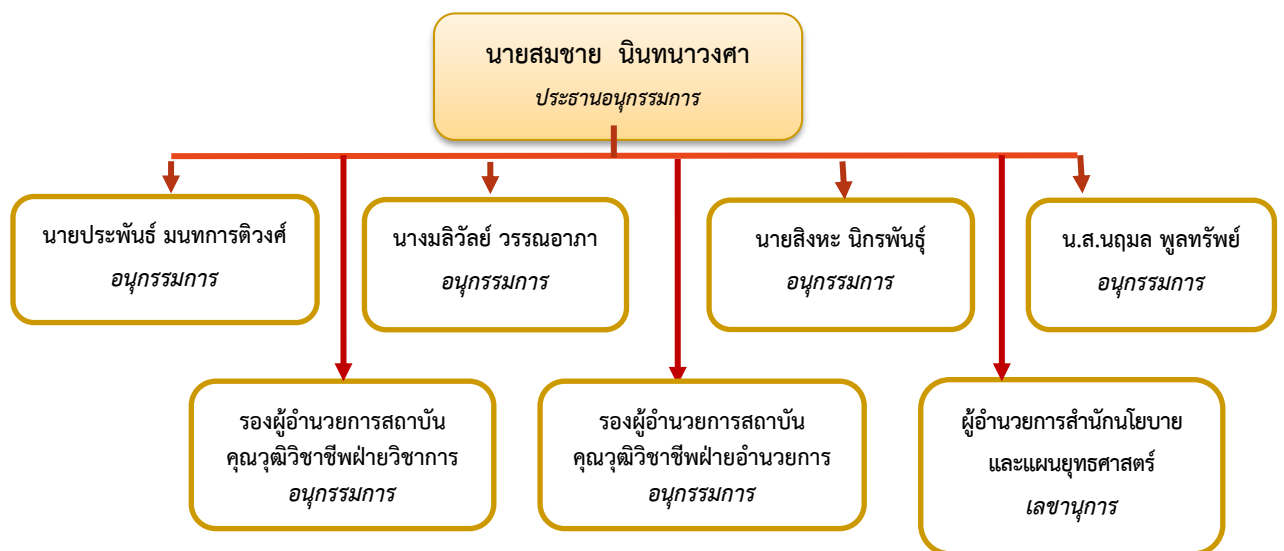 นายสมชาย นินทนาวงศา
ประธานอนุกรรมการ
นายประพันธ์ มนทการติวงศ์
อนุกรรมการ
นางมลิวัลย์ วรรณอาภา
อนุกรรมการ
นายสิงหะ นิกรพันธุ์
อนุกรรมการ
น.ส.นฤมล พูลทรัพย์
อนุกรรมการ
รองผู้อำนวยการสถาบัน
คุณวุฒิวิชาชีพฝ่ายวิชาการ
อนุกรรมการ
รองผู้อำนวยการสถาบัน
คุณวุฒิวิชาชีพฝ่ายอำนวยการ
อนุกรรมการ
ผู้อำนวยการสำนักนโยบาย
และแผนยุทธศาสตร์
เลขานุการ